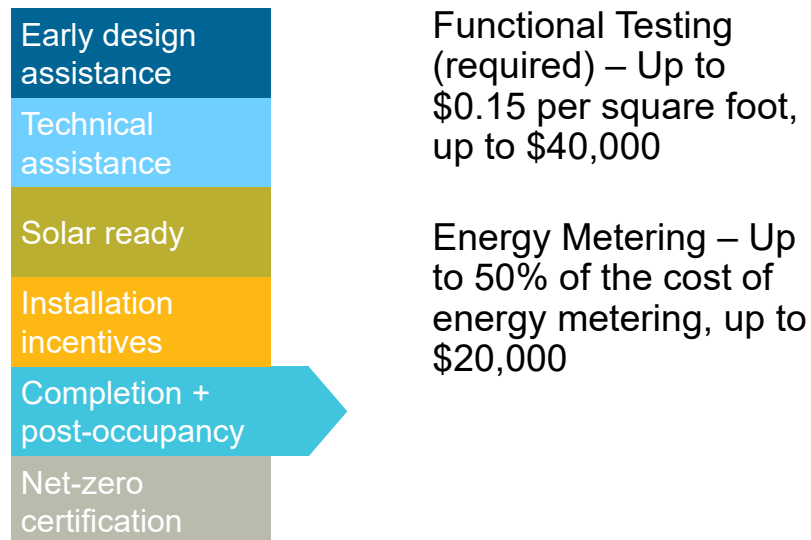 Early design
assistance
Technical
assistance
Solar ready
Installation
incentives
Completion +
post-occupancy
Net-zero
certification
Functional Testing
(required) – Up to
$0.15 per square foot,
up to $40,000
Energy Metering – Up
to 50% of the cost of
energy metering, up to
$20,000